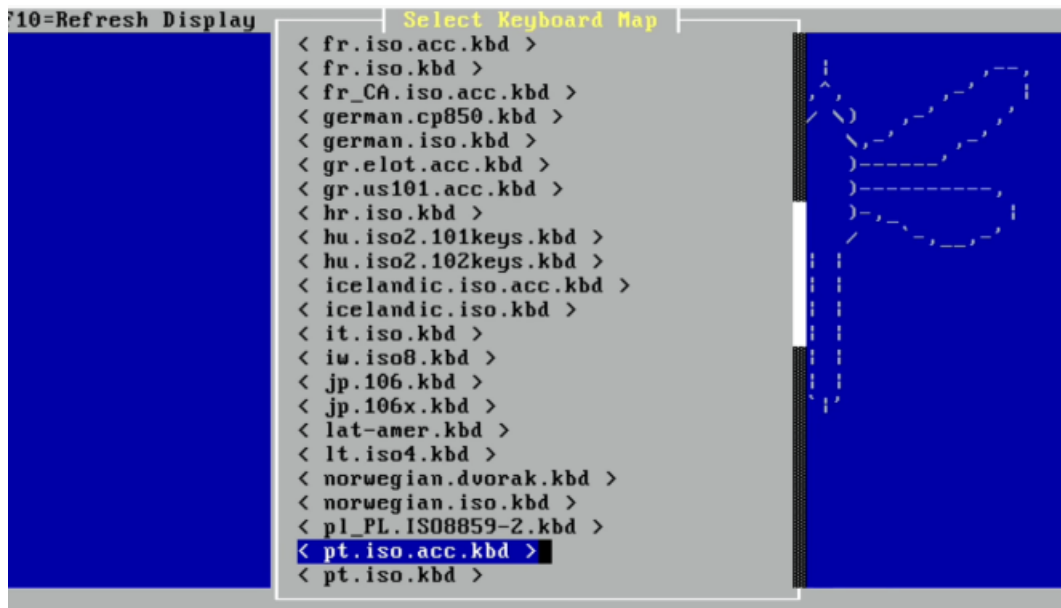 F10=Refresh Display
Select Keyboard Map
< fr.iso.acc.kbd >
< fr.iso.kbd >
< fr_CA.iso.acc.kbd >
< german.cp850.kbd >
< german.iso.kbd >
< gr.elot.acc.kbd >
< gr.us101.acc.kbd >
< hr.iso.kbd >
< hu.iso2.101keys.kbd >
< hu.iso2.102keys.kbd >
< icelandic.iso.acc.kbd >
< icelandic.iso.kbd >
< it.iso.kbd >
< iw.iso8.kbd >
< jp.106.kbd >
< jp.106x.kbd >
< lat-amer.kbd >
< lt.iso4.kbd >
< norwegian.dvorak.kbd >
< norwegian.iso.kbd >
< pl_PL.ISO8859-2.kbd >
< pt.iso.acc.kbd >
< pt.iso.kbd >